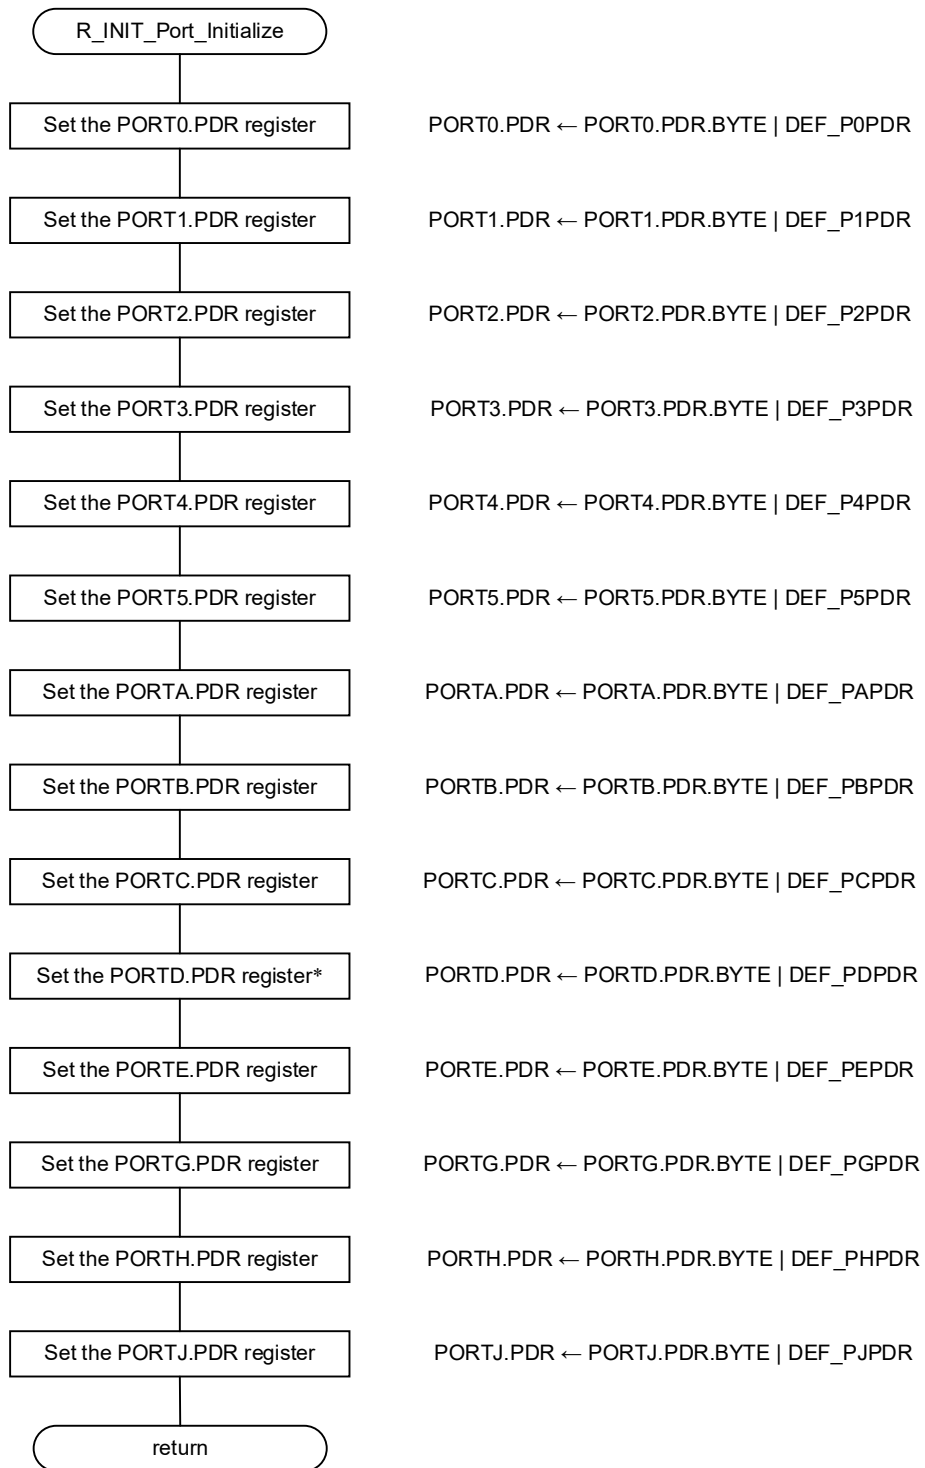 R_INIT_Port_Initialize
Set the PORT0.PDR register
PORT0.PDR ← PORT0.PDR.BYTE | DEF_P0PDR
Set the PORT1.PDR register
PORT1.PDR ← PORT1.PDR.BYTE | DEF_P1PDR
Set the PORT2.PDR register
PORT2.PDR ← PORT2.PDR.BYTE | DEF_P2PDR
Set the PORT3.PDR register
PORT3.PDR ← PORT3.PDR.BYTE | DEF_P3PDR
Set the PORT4.PDR register
PORT4.PDR ← PORT4.PDR.BYTE | DEF_P4PDR
Set the PORT5.PDR register
PORT5.PDR ← PORT5.PDR.BYTE | DEF_P5PDR
Set the PORTA.PDR register
PORTA.PDR ← PORTA.PDR.BYTE | DEF_PAPDR
Set the PORTB.PDR register
PORTB.PDR ← PORTB.PDR.BYTE | DEF_PBPDR
Set the PORTC.PDR register
PORTC.PDR ← PORTC.PDR.BYTE | DEF_PCPDR
Set the PORTD.PDR register*
PORTD.PDR ← PORTD.PDR.BYTE | DEF_PDPDR
Set the PORTE.PDR register
PORTE.PDR ← PORTE.PDR.BYTE | DEF_PEPDR
Set the PORTG.PDR register
PORTG.PDR ← PORTG.PDR.BYTE | DEF_PGPDR
Set the PORTH.PDR register
PORTH.PDR ← PORTH.PDR.BYTE | DEF_PHPDR
Set the PORTJ.PDR register
PORTJ.PDR ← PORTJ.PDR.BYTE | DEF_PJPDR
return